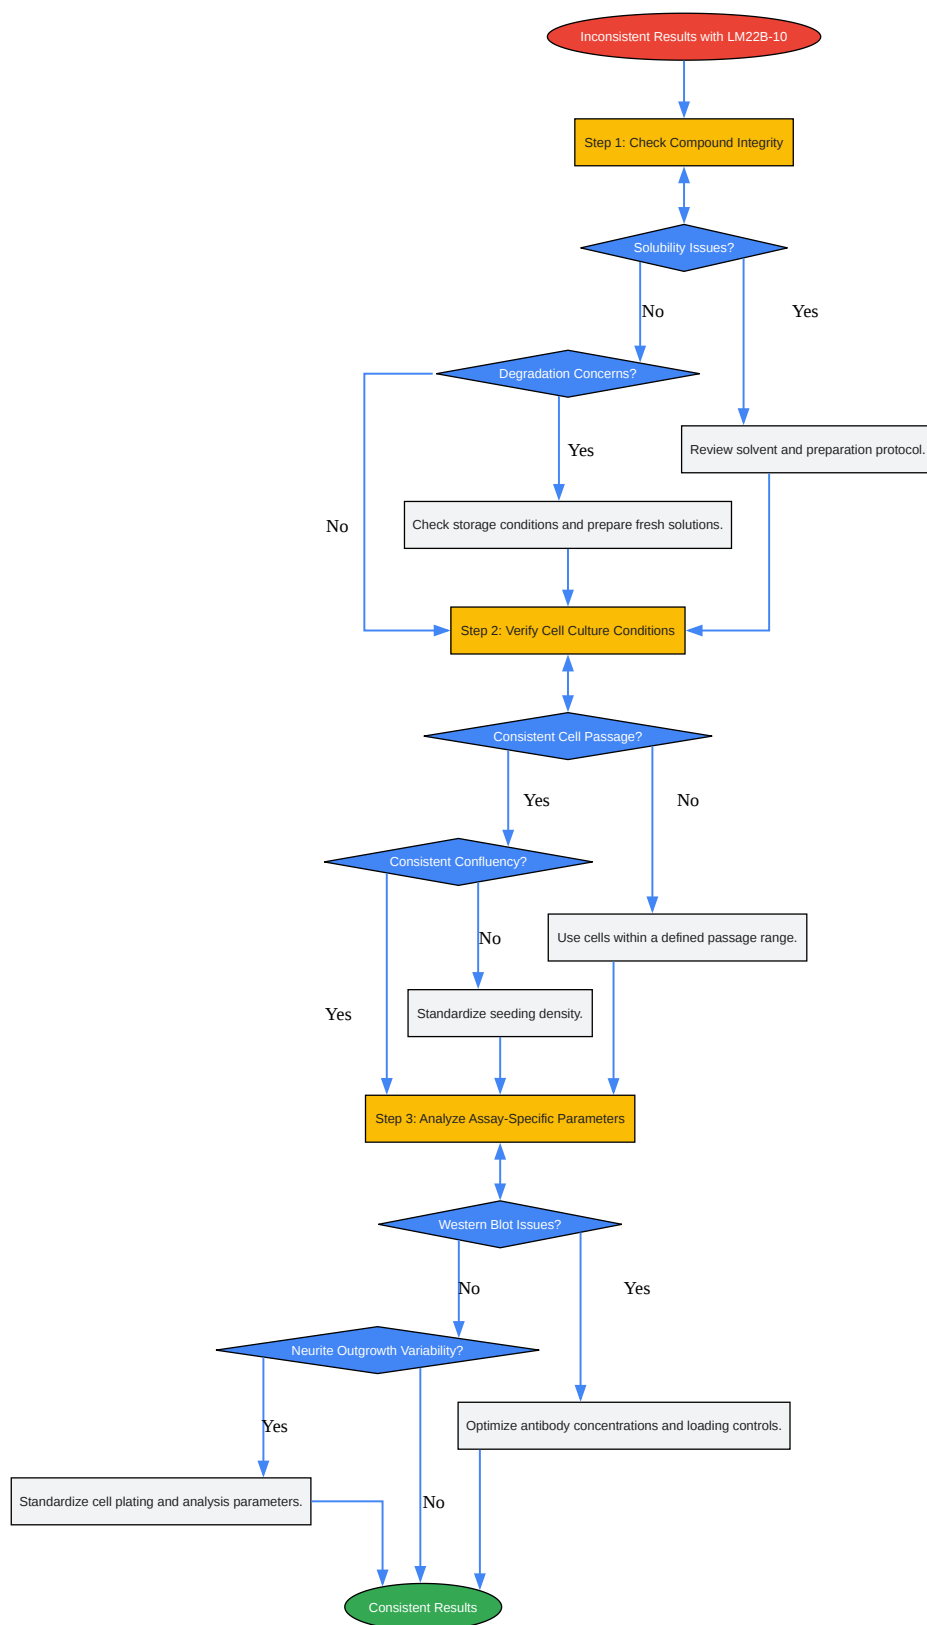 Inconsistent Results with LM22B-10
Step 1: Check Compound Integrity
Solubility Issues?
No
Yes
Degradation Concerns?
Yes
Review solvent and preparation protocol.
No
Check storage conditions and prepare fresh solutions.
Step 2: Verify Cell Culture Conditions
Consistent Cell Passage?
Yes
No
Consistent Confluency?
No
Use cells within a defined passage range.
Yes
Standardize seeding density.
Step 3: Analyze Assay-Specific Parameters
Western Blot Issues?
No
Yes
Neurite Outgrowth Variability?
Yes
Optimize antibody concentrations and loading controls.
Standardize cell plating and analysis parameters.
No
Consistent Results